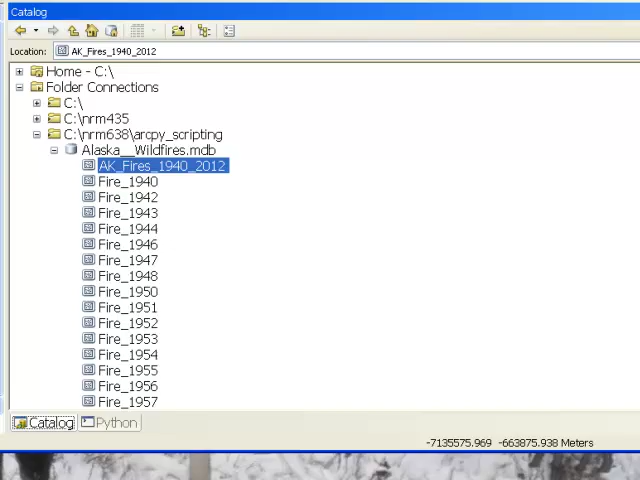 Catalog
Location: AK_Fires_1940_2012
Home - C:\
Folder Connections
C:\
C:\nrm435
C:\nrm638\arcpy_scripting
Alaska__Wildfires.mdb
AK_Fires_1940_2012
Fire_1940
Fire_1942
Fire_1943
Fire_1944
Fire_1946
Fire_1947
Fire_1948
Fire_1950
Fire_1951
Fire_1952
Fire_1953
Fire_1954
Fire_1955
Fire_1956
Fire_1957
Catalog Python
-7135575.969 -663875.938 Meters